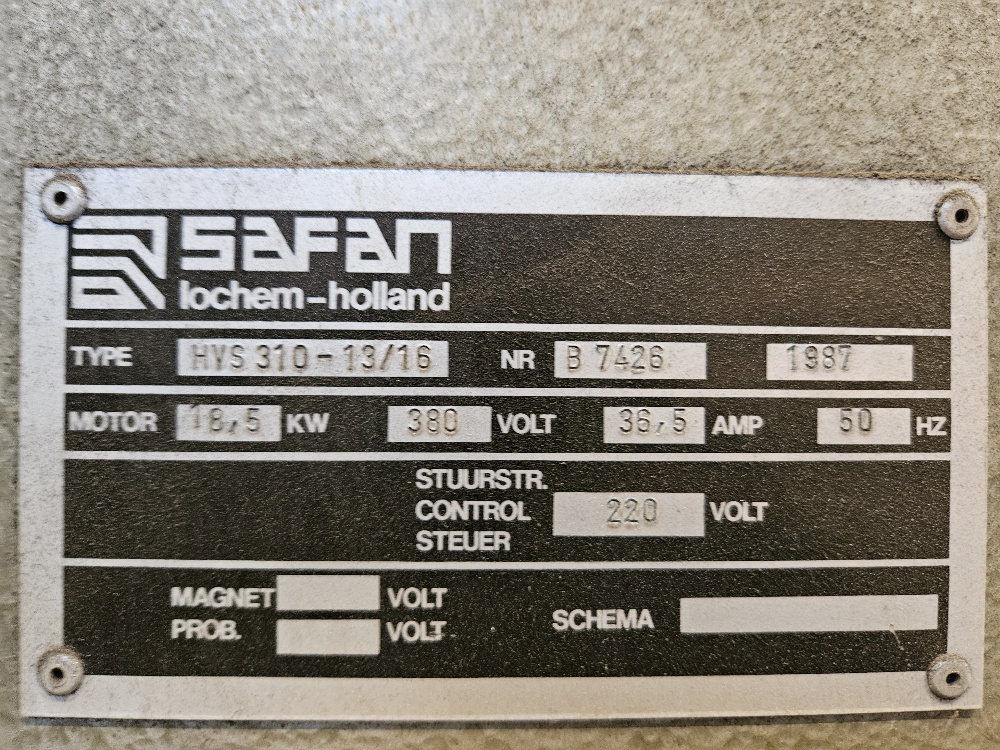 SAFAN
lochem-holland
TYPE HVS 310-13/16 NR B 7426 1987
MOTOR 18,5 KW 380 VOLT 36,5 AMP 50 HZ
STUURSTR.
CONTROL 220 VOLT
STEUER
MAGNET VOLT
PROB. VOLT
SCHEMA